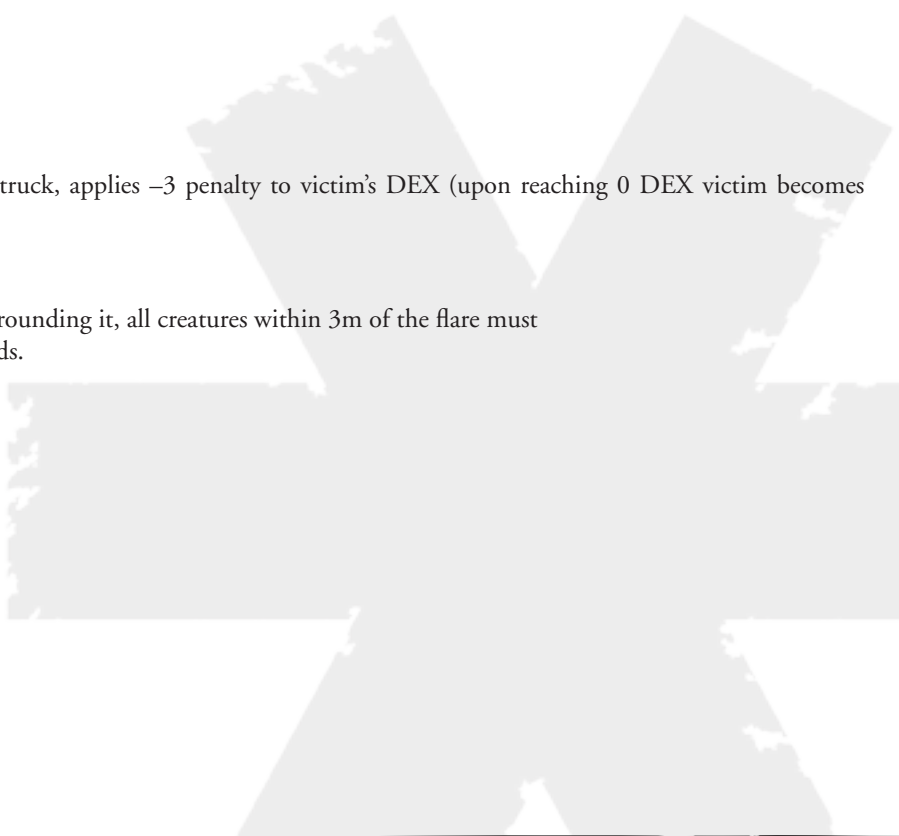 truck, applies –3 penalty to victim’s DEX (upon reaching 0 DEX victim becomes
rounding it, all creatures within 3m of the flare must
ds.